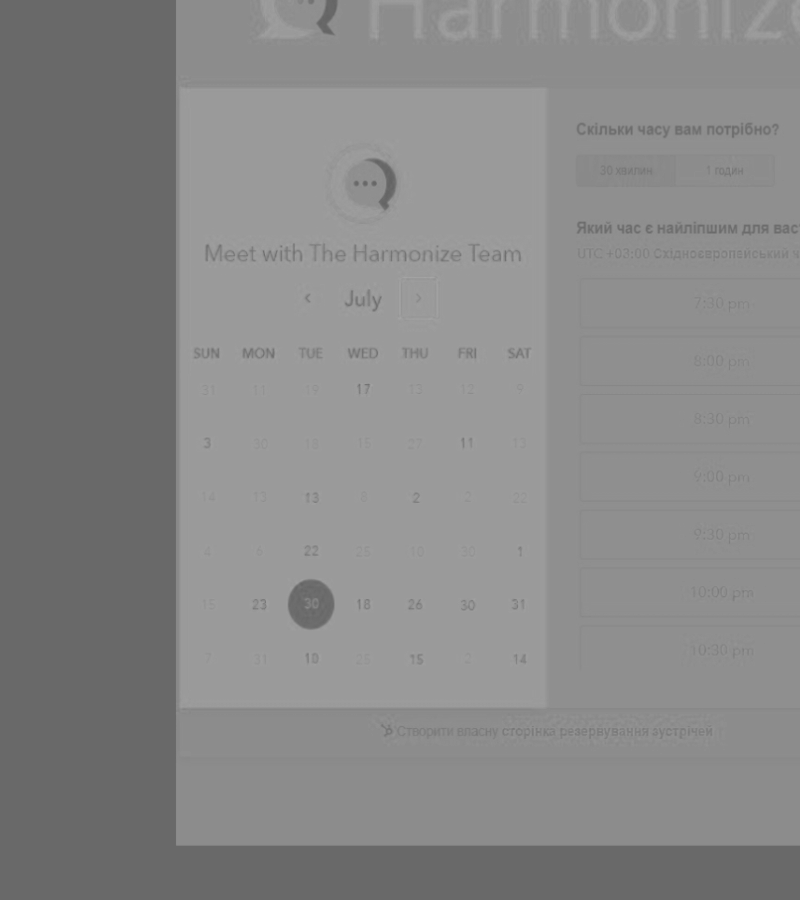 Harmonize
Meet with The Harmonize Team
‹ July ›
SUN MON TUE WED THU FRI SAT
31 11 19 17 12 12 9
3 30 18 16 27 11 13
14 13 13 8 2 2 22
4 6 22 25 10 30 1
15 23 30 18 26 30 31
7 31 10 25 15 2 14
Скільки часу вам потрібно?
30 хвилин 1 годин
Який час є найліпшим для вас
UTC +03:00 Східноєвропейський ч
7:30 pm
8:00 pm
8:30 pm
9:00 pm
9:30 pm
10:00 pm
10:30 pm
Створити власну сторінка резервування зустрічей